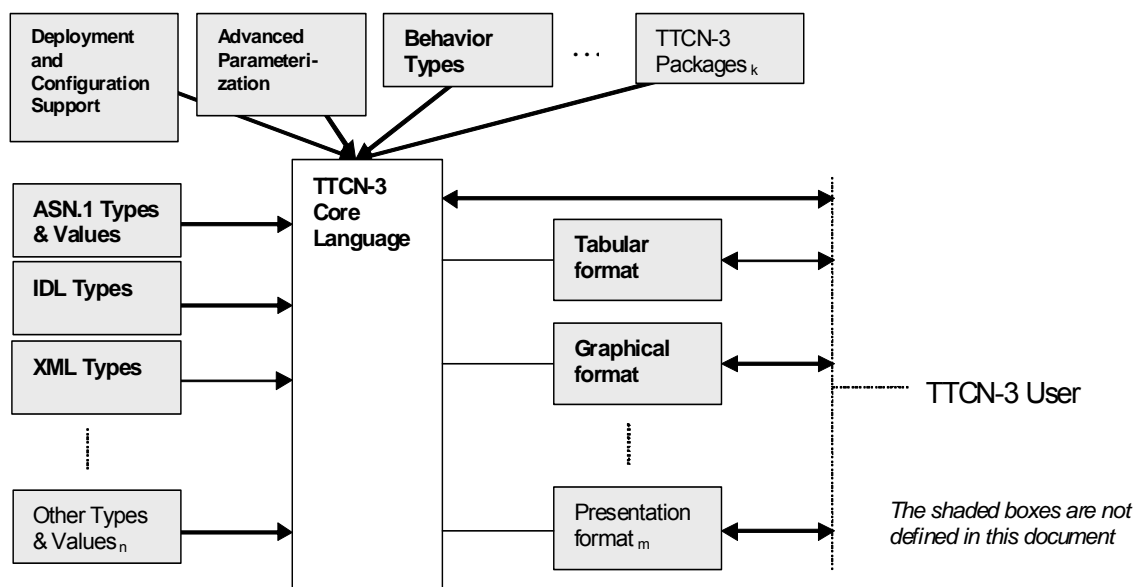 Deployment
and
Configuration
Support
Advanced
Parameteri-
zation
Behavior
Types
...
TTCN-3
Packages k
TTCN-3
Core
Language
ASN.1 Types
& Values
IDL Types
XML Types
Other Types
& Values n
Tabular
format
Graphical
format
Presentation
format m
TTCN-3 User
The shaded boxes are not
defined in this document